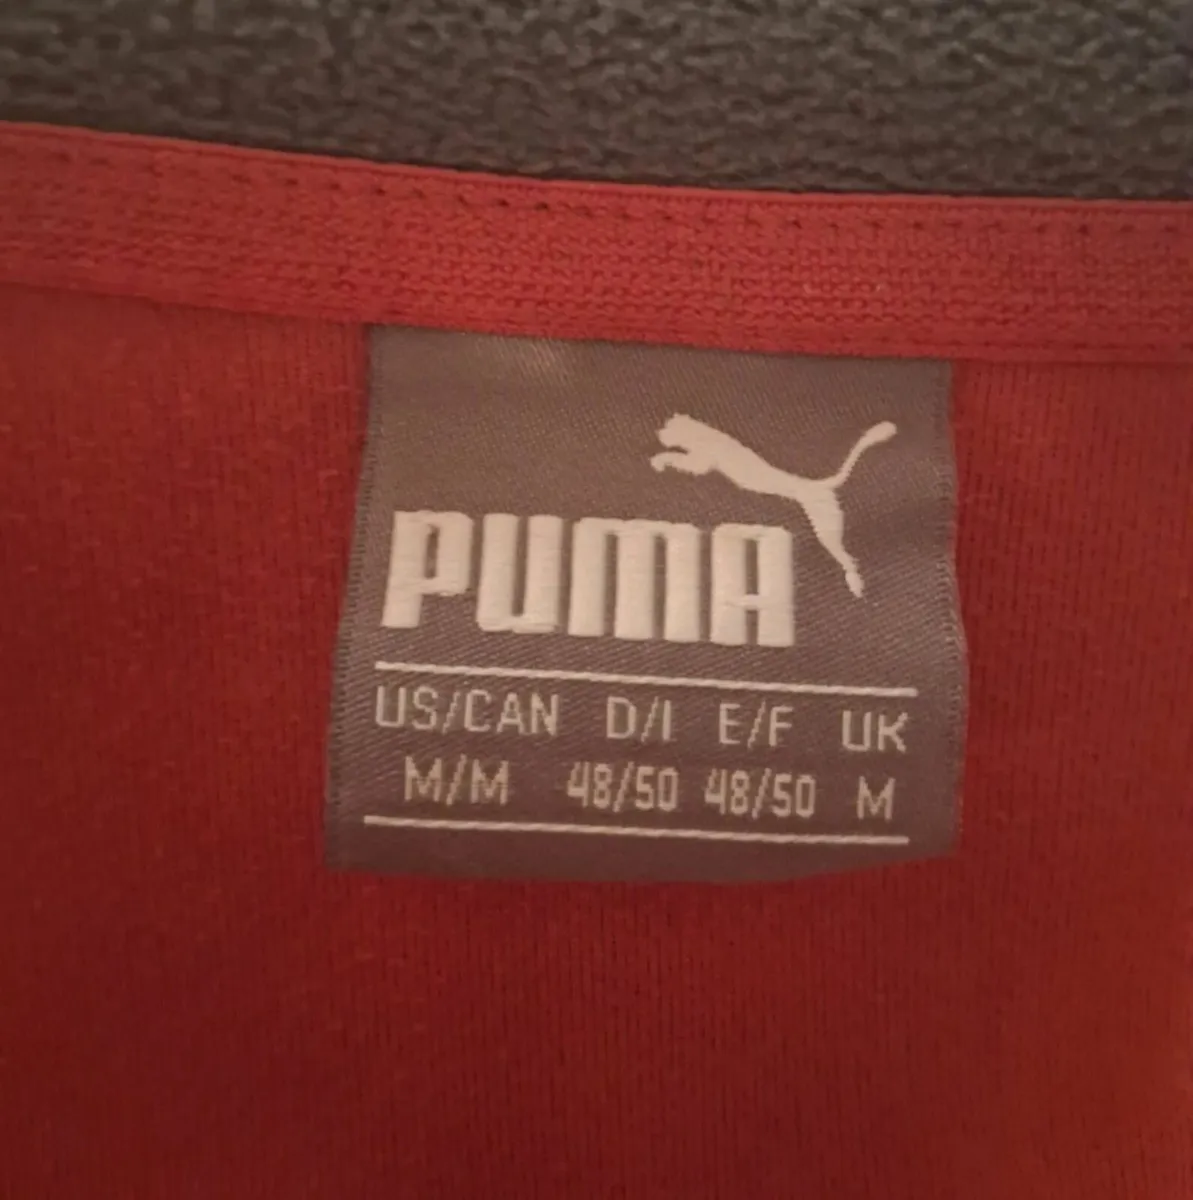 PUMA
US/CAN D/I E/F UK
M/M 48/50 48/50 M